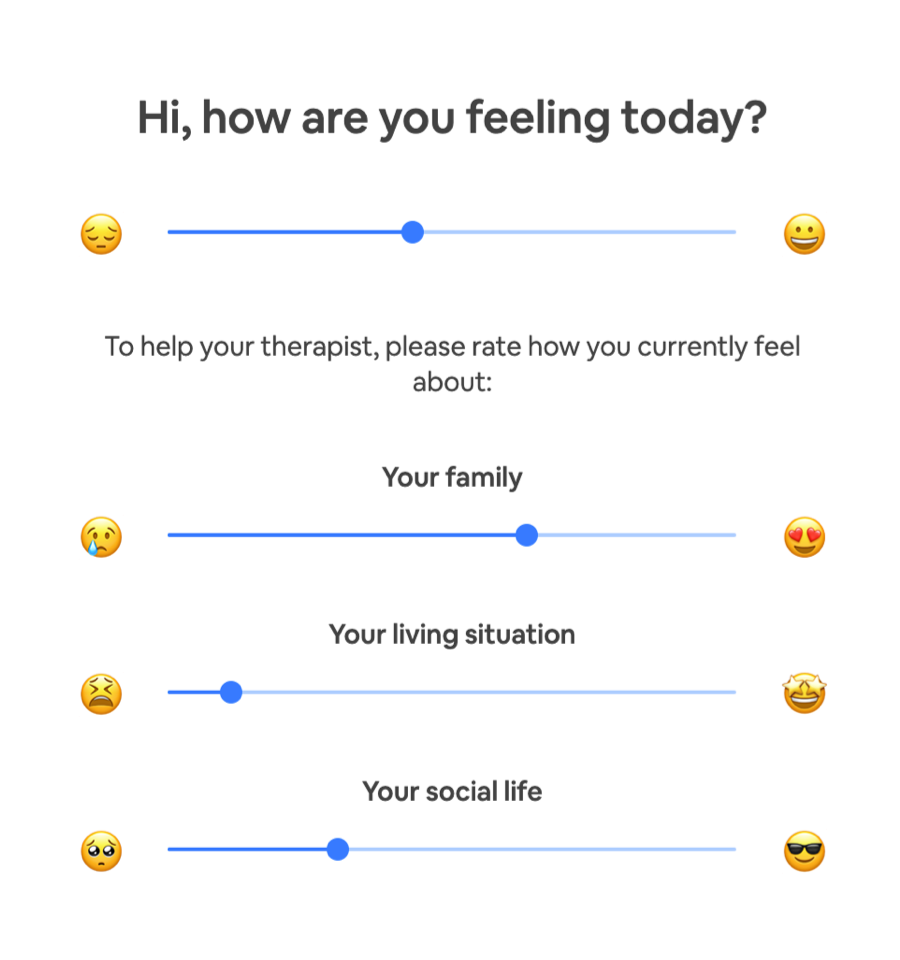 Hi, how are you feeling today?
To help your therapist, please rate how you currently feel
about:
Your family
Your living situation
Your social life